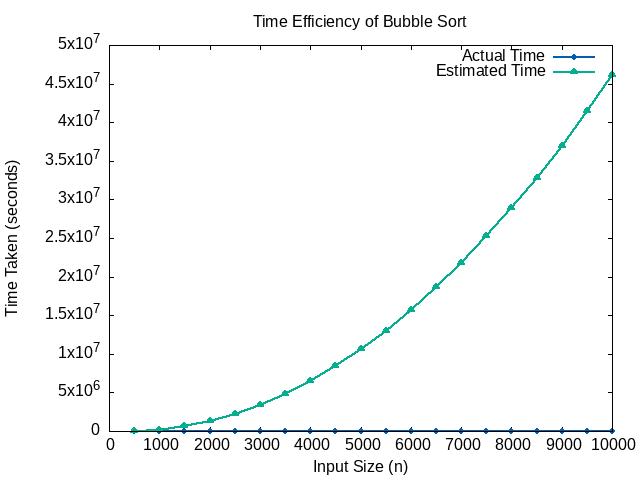 Time Efficiency of Bubble Sort
Actual Time
Estimated Time
5x10^7
4.5x10^7
4x10^7
3.5x10^7
3x10^7
2.5x10^7
2x10^7
1.5x10^7
1x10^7
5x10^6
0
Time Taken (seconds)
0 1000 2000 3000 4000 5000 6000 7000 8000 9000 10000
Input Size (n)